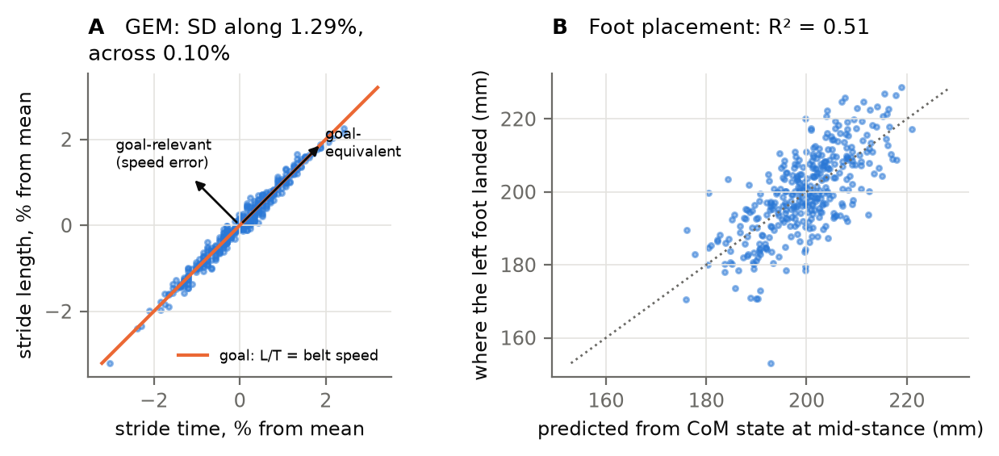 A GEM: SD along 1.29%,
across 0.10%
stride length, % from mean
2
0
−2
goal-relevant
(speed error)
goal-
equivalent
goal: L/T = belt speed
−2 0 2
stride time, % from mean
B Foot placement: R² = 0.51
where the left foot landed (mm)
220
200
180
160
160 180 200 220
predicted from CoM state at mid-stance (mm)